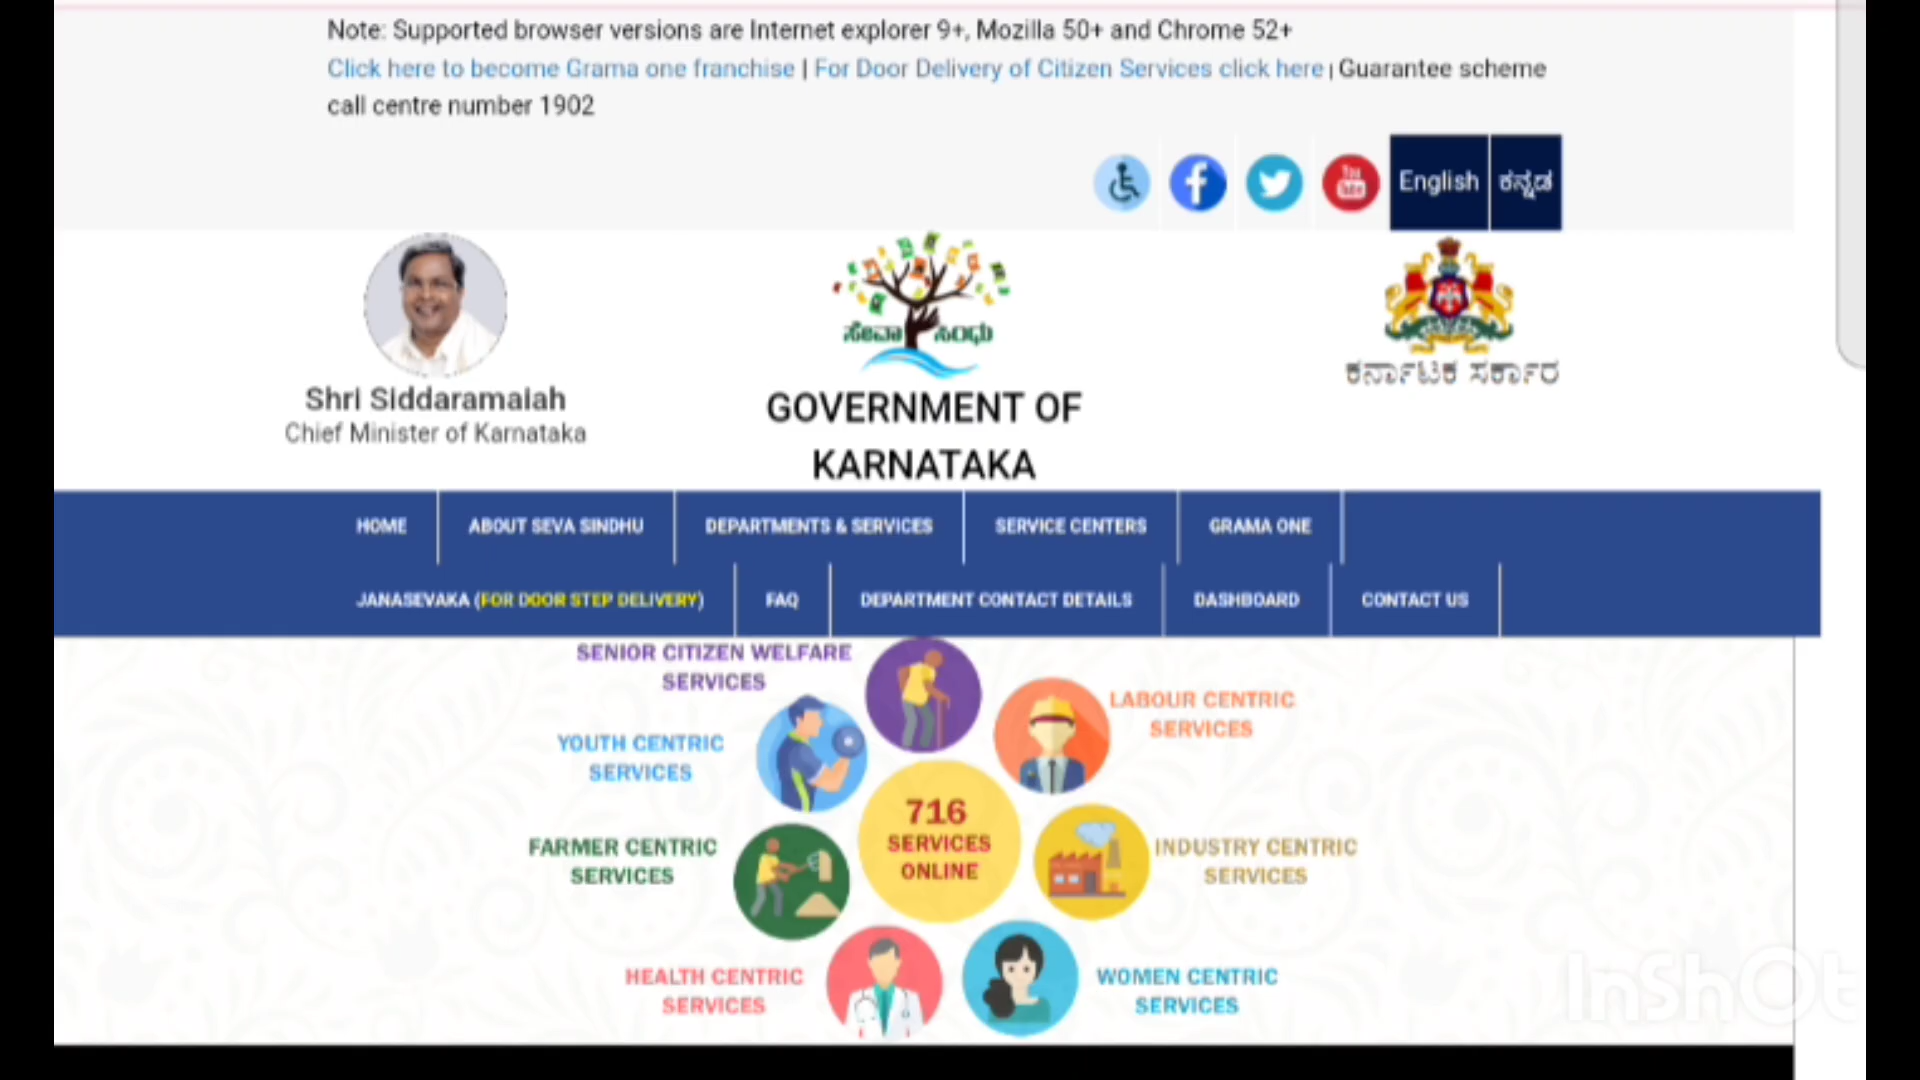 Note: Supported browser versions are Internet explorer 9+, Mozilla 50+ and Chrome 52+
Click here to become Grama one franchise | For Door Delivery of Citizen Services click here | Guarantee scheme
call centre number 1902
You
Tube
English
ಕನ್ನಡ
ಸೇವಾ ಸಿಂಧು
ಕರ್ನಾಟಕ ಸರ್ಕಾರ
Shri Siddaramaiah
Chief Minister of Karnataka
GOVERNMENT OF
KARNATAKA
HOME
ABOUT SEVA SINDHU
DEPARTMENTS & SERVICES
SERVICE CENTERS
GRAMA ONE
JANASEVAKA (FOR DOOR STEP DELIVERY)
FAQ
DEPARTMENT CONTACT DETAILS
DASHBOARD
CONTACT US
SENIOR CITIZEN WELFARE
SERVICES
LABOUR CENTRIC
SERVICES
YOUTH CENTRIC
SERVICES
716
SERVICES
ONLINE
FARMER CENTRIC
SERVICES
INDUSTRY CENTRIC
SERVICES
HEALTH CENTRIC
SERVICES
WOMEN CENTRIC
SERVICES
InShOt